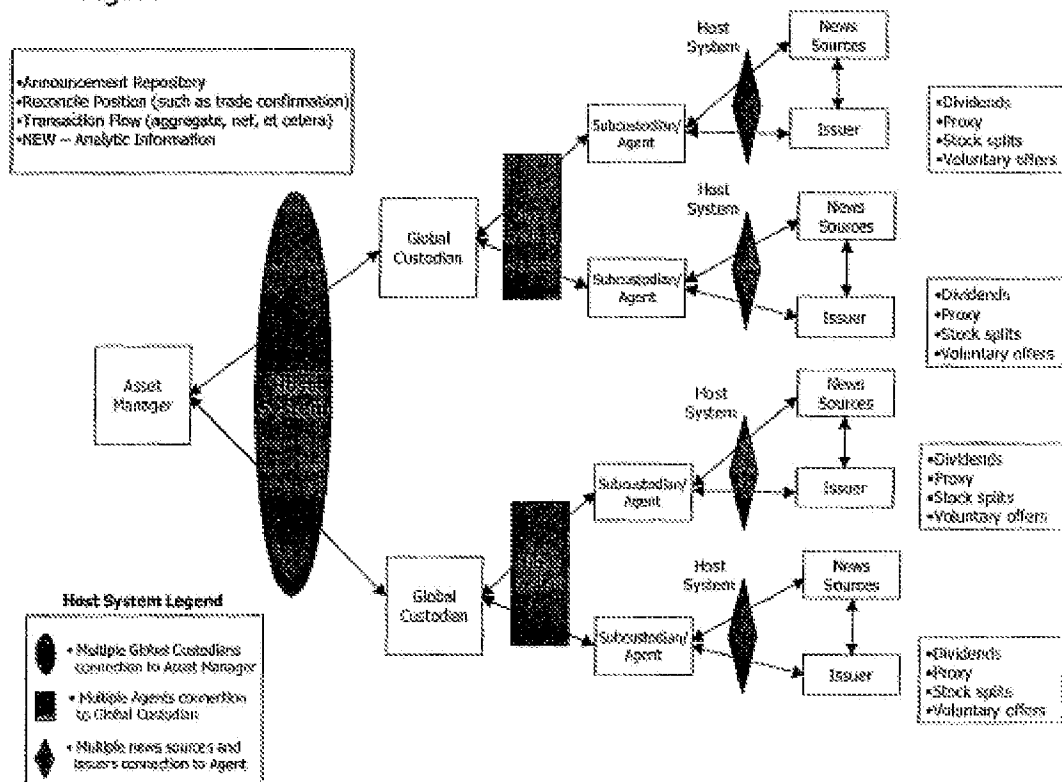 •Announcement Repository
•Reconcile Position (such as trade confirmation)
•Transaction Flow (aggregate, net, et cetera)
•NEW – Analytic Information
Host
System
News
Sources
Subcustodian/
Agent
Issuer
•Dividends
•Proxy
•Stock splits
•Voluntary offers
Global
Custodian
Host
System
News
Sources
Subcustodian/
Agent
Issuer
•Dividends
•Proxy
•Stock splits
•Voluntary offers
Asset
Manager
Host
System
Host
System
News
Sources
Subcustodian/
Agent
Issuer
•Dividends
•Proxy
•Stock splits
•Voluntary offers
Global
Custodian
Host
System
News
Sources
Subcustodian/
Agent
Issuer
•Dividends
•Proxy
•Stock splits
•Voluntary offers
Host System Legend
• Multiple Global Custodians
connection to Asset Manager
• Multiple Agents connection
to Global Custodian
• Multiple news sources and
Issuers connection to Agent